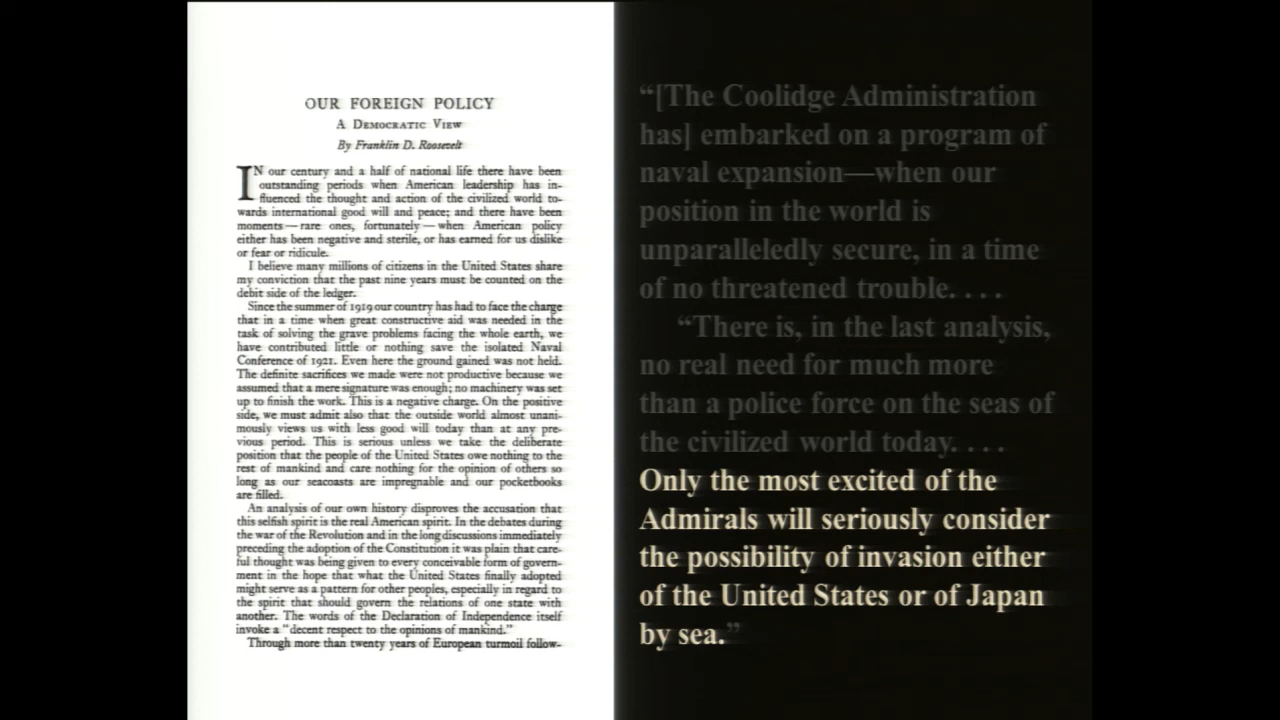 OUR FOREIGN POLICY
A DEMOCRATIC VIEW
By Franklin D. Roosevelt
IN our century and a half of national life there have been
outstanding periods when American leadership has in-
fluenced the thought and action of the civilized world to-
wards international good will and peace; and there have been
moments—rare ones, fortunately—when American policy
either has been negative and sterile, or has earned for us dislike
or fear or ridicule.
I believe many millions of citizens in the United States share
my conviction that the past nine years must be counted on the
debit side of the ledger.
Since the summer of 1919 our country has had to face the charge
that in a time when great constructive aid was needed in the
task of solving the grave problems facing the whole earth, we
have contributed little or nothing save the isolated Naval
Conference of 1921. Even here the ground gained was not held.
The definite sacrifices we made were not productive because we
assumed that a mere signature was enough; no machinery was set
up to finish the work. This is a negative charge. On the positive
side, we must admit also that the outside world almost unani-
mously views us with less good will today than at any pre-
vious period. This is serious unless we take the deliberate
position that the people of the United States owe nothing to the
rest of mankind and care nothing for the opinion of others so
long as our seacoasts are impregnable and our pocketbooks
are filled.
An analysis of our own history disproves the accusation that
this selfish spirit is the real American spirit. In the debates during
the war of the Revolution and in the long discussions immediately
preceding the adoption of the Constitution it was plain that care-
ful thought was being given to every conceivable form of govern-
ment in the hope that what the United States finally adopted
might serve as a pattern for other peoples, especially in regard to
the spirit that should govern the relations of one state with
another. The words of the Declaration of Independence itself
invoke a "decent respect to the opinions of mankind."
Through more than twenty years of European turmoil follow-
“[The Coolidge Administration
has] embarked on a program of
naval expansion—when our
position in the world is
unparalleledly secure, in a time
of no threatened trouble. . . .
“There is, in the last analysis,
no real need for much more
than a police force on the seas of
the civilized world today. . . .
Only the most excited of the
Admirals will seriously consider
the possibility of invasion either
of the United States or of Japan
by sea.”